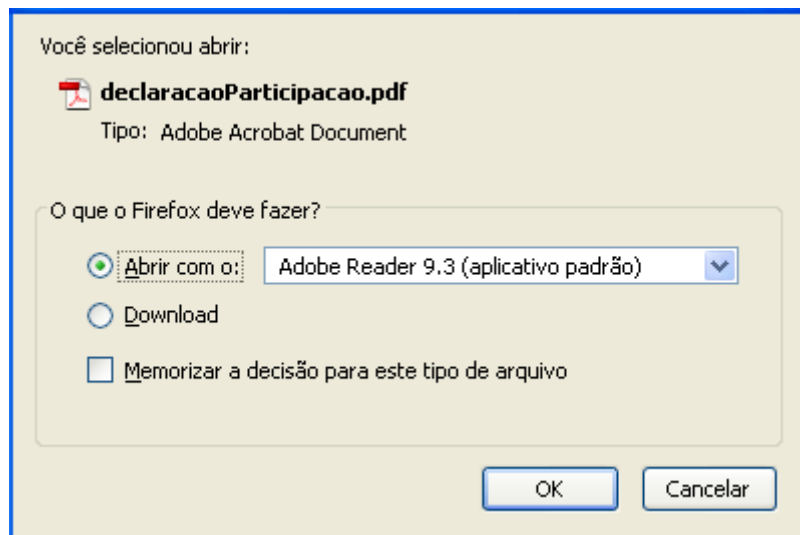 Você selecionou abrir:
declaracaoParticipacao.pdf
Tipo: Adobe Acrobat Document
O que o Firefox deve fazer?
Abrir com o: Adobe Reader 9.3 (aplicativo padrão)
Download
Memorizar a decisão para este tipo de arquivo
OK Cancelar